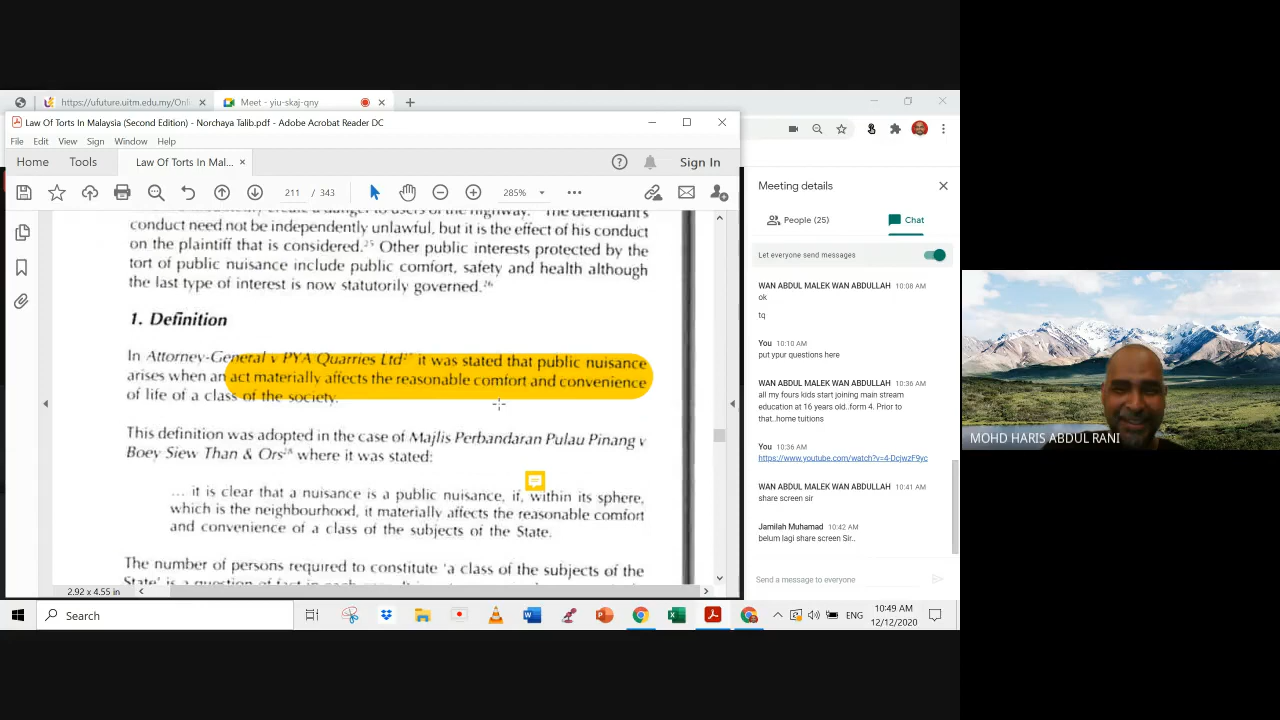 https://ufuture.uitm.edu.my/Onl
Meet - yiu-skaj-qny
Law Of Torts In Malaysia (Second Edition) - Norchaya Talib.pdf - Adobe Acrobat Reader DC
File Edit View Sign Window Help
Home Tools Law Of Torts In Mal... Sign In
211 / 343 285%
conduct need not be independently unlawful, but it is the effect of his conduct
on the plaintiff that is considered.25 Other public interests protected by the
tort of public nuisance include public comfort, safety and health although
the last type of interest is now statutorily governed.26
1. Definition
In Attorney-General v PYA Quarries Ltd27 it was stated that public nuisance
arises when an act materially affects the reasonable comfort and convenience
of life of a class of the society.
This definition was adopted in the case of Majlis Perbandaran Pulau Pinang v
Boey Siew Than & Ors28 where it was stated:
... it is clear that a nuisance is a public nuisance, if, within its sphere,
which is the neighbourhood, it materially affects the reasonable comfort
and convenience of a class of the subjects of the State.
The number of persons required to constitute 'a class of the subjects of the
2.92 x 4.55 in
Meeting details
People (25) Chat
Let everyone send messages
WAN ABDUL MALEK WAN ABDULLAH 10:08 AM
ok
tq
You 10:10 AM
put ypur questions here
WAN ABDUL MALEK WAN ABDULLAH 10:36 AM
all my fours kids start joining main stream
education at 16 years old..form 4. Prior to
that..home tuitions
You 10:36 AM
https://www.youtube.com/watch?v=4-DcjwzF9yc
WAN ABDUL MALEK WAN ABDULLAH 10:41 AM
share screen sir
Jamilah Muhamad 10:42 AM
belum lagi share screen Sir..
Send a message to everyone
MOHD HARIS ABDUL RANI
Search
ENG
10:49 AM
12/12/2020